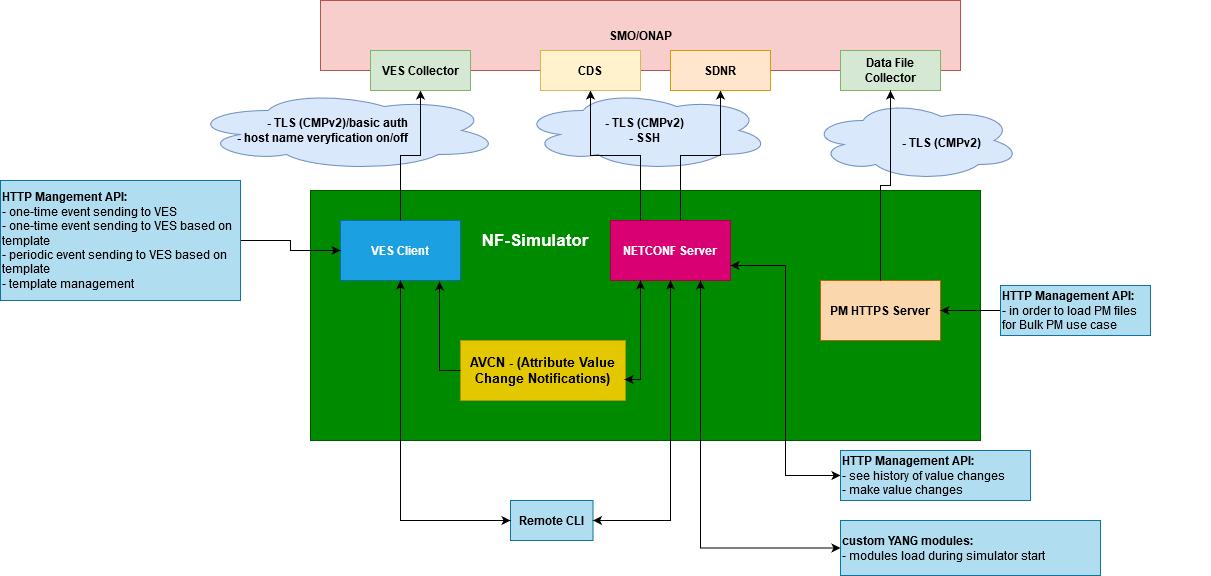 SMO/ONAP
VES Collector
CDS
SDNR
Data File
Collector
- TLS (CMPv2)/basic auth
- host name veryfication on/off
- TLS (CMPv2)
- SSH
- TLS (CMPv2)
HTTP Mangement API:
- one-time event sending to VES
- one-time event sending to VES based on
template
- periodic event sending to VES based on
template
- template management
VES Client
NF-Simulator
NETCONF Server
PM HTTPS Server
HTTP Management API:
- in order to load PM files
for Bulk PM use case
AVCN - (Attribute Value
Change Notifications)
HTTP Management API:
- see history of value changes
- make value changes
Remote CLI
custom YANG modules:
- modules load during simulator start